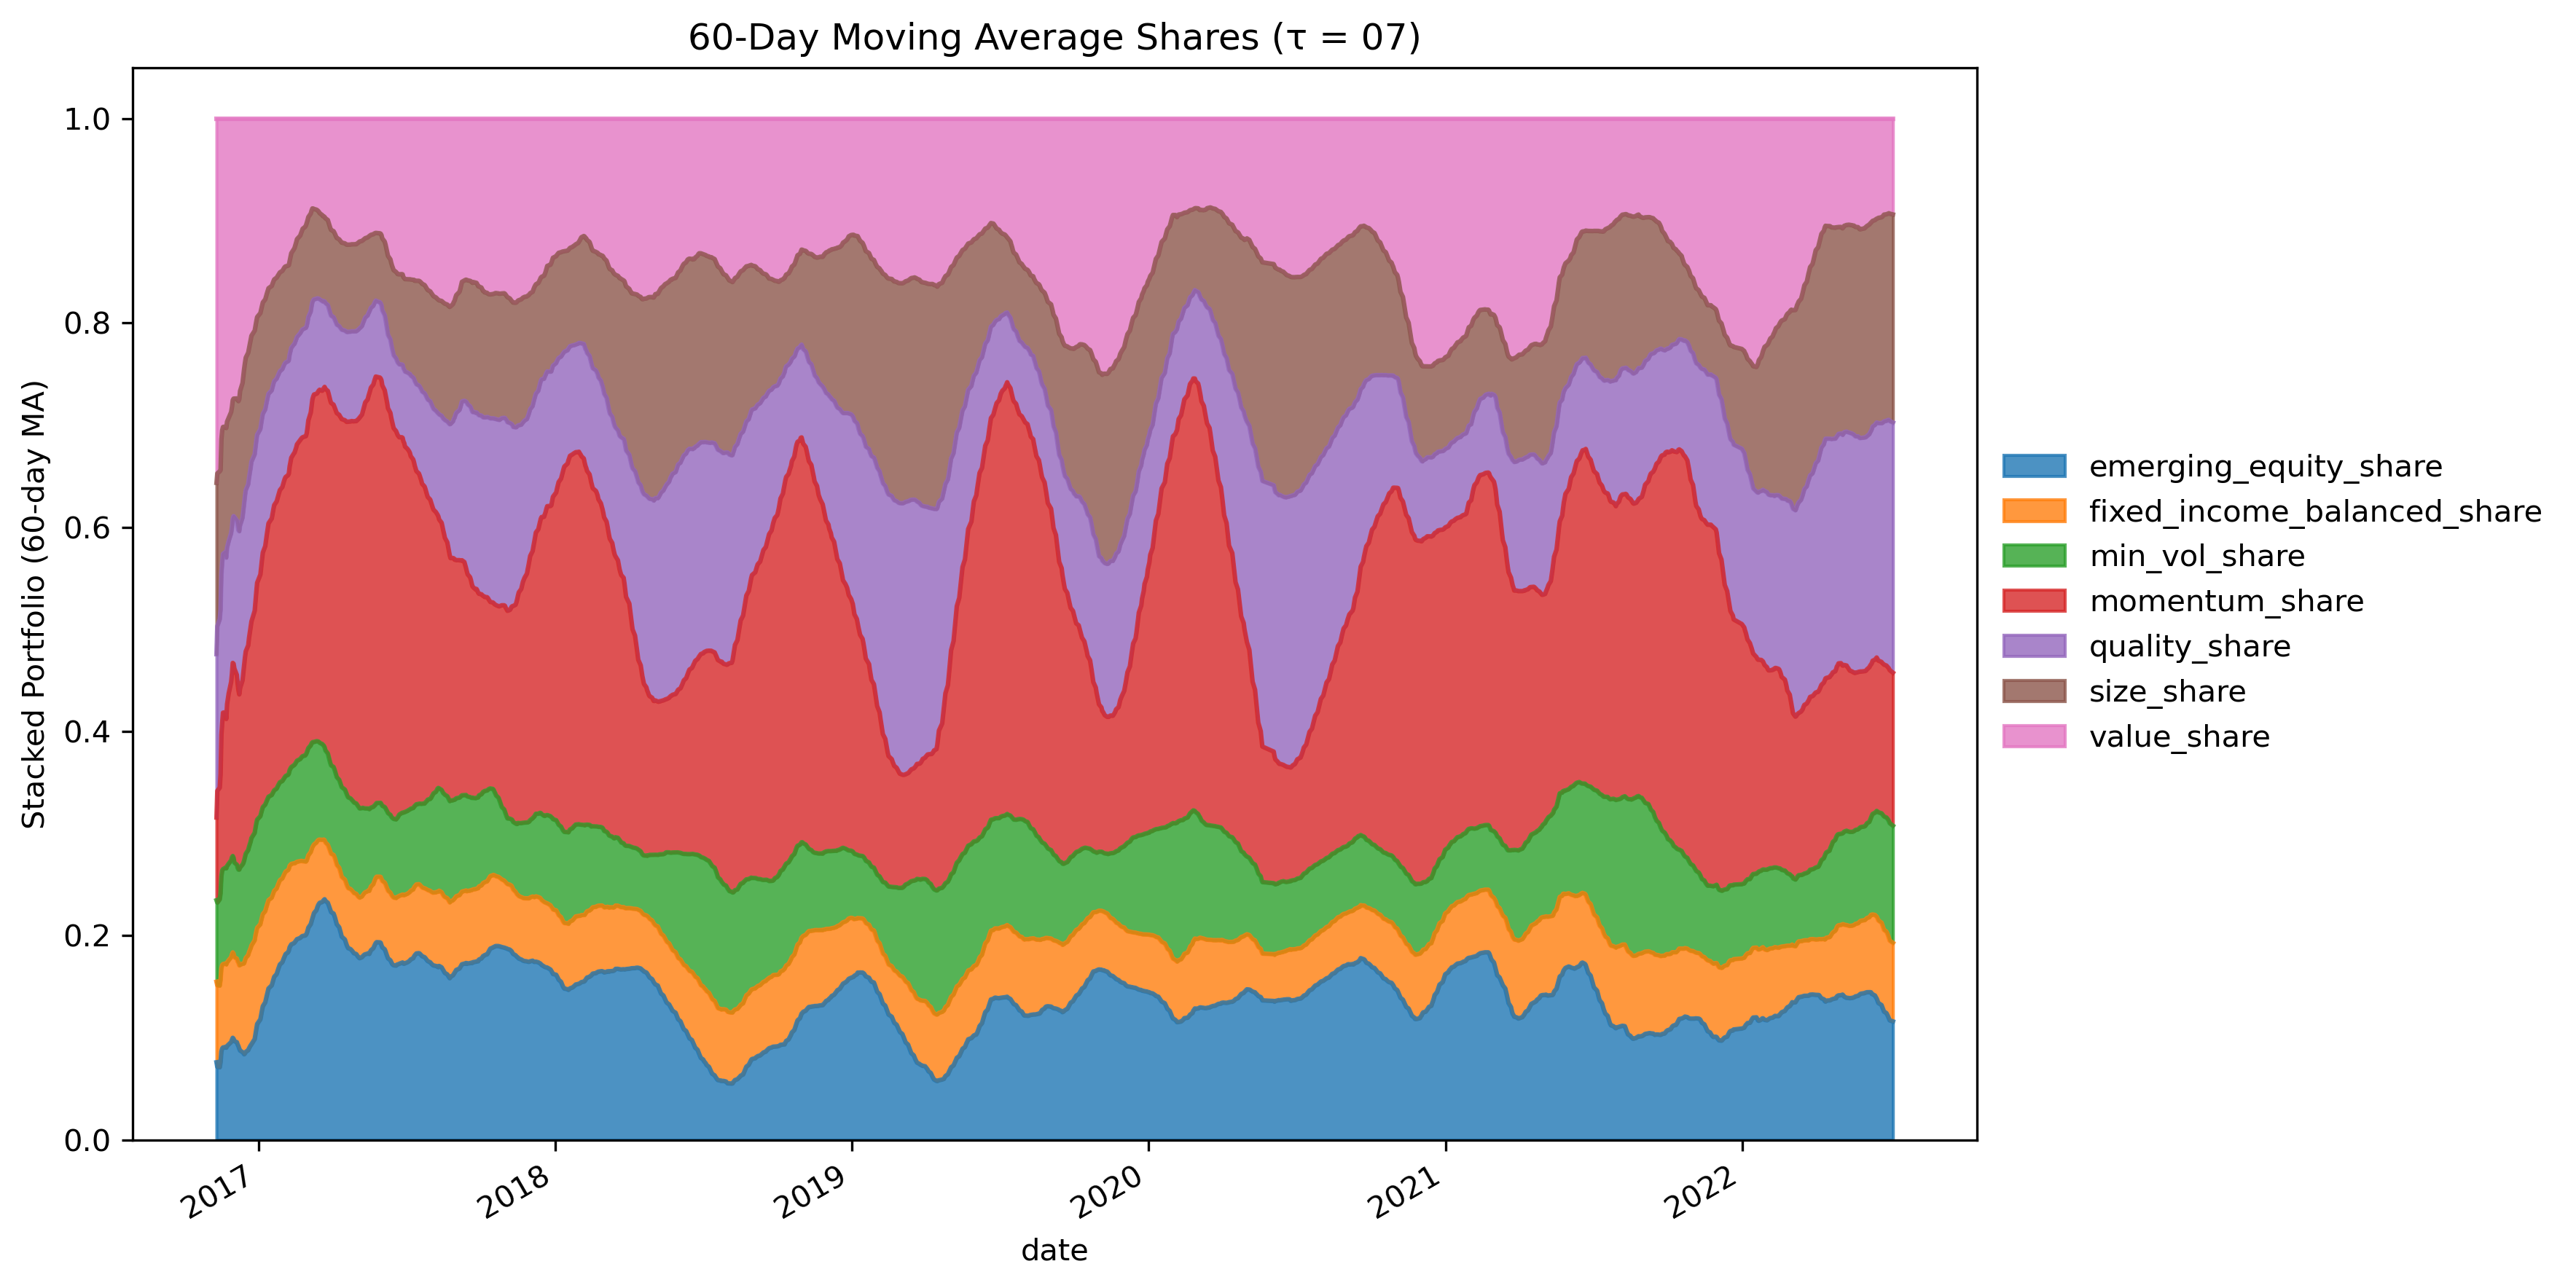 60-Day Moving Average Shares (τ = 07)
Stacked Portfolio (60-day MA)
1.0
0.8
0.6
0.4
0.2
0.0
2017
2018
2019
2020
2021
2022
date
emerging_equity_share
fixed_income_balanced_share
min_vol_share
momentum_share
quality_share
size_share
value_share